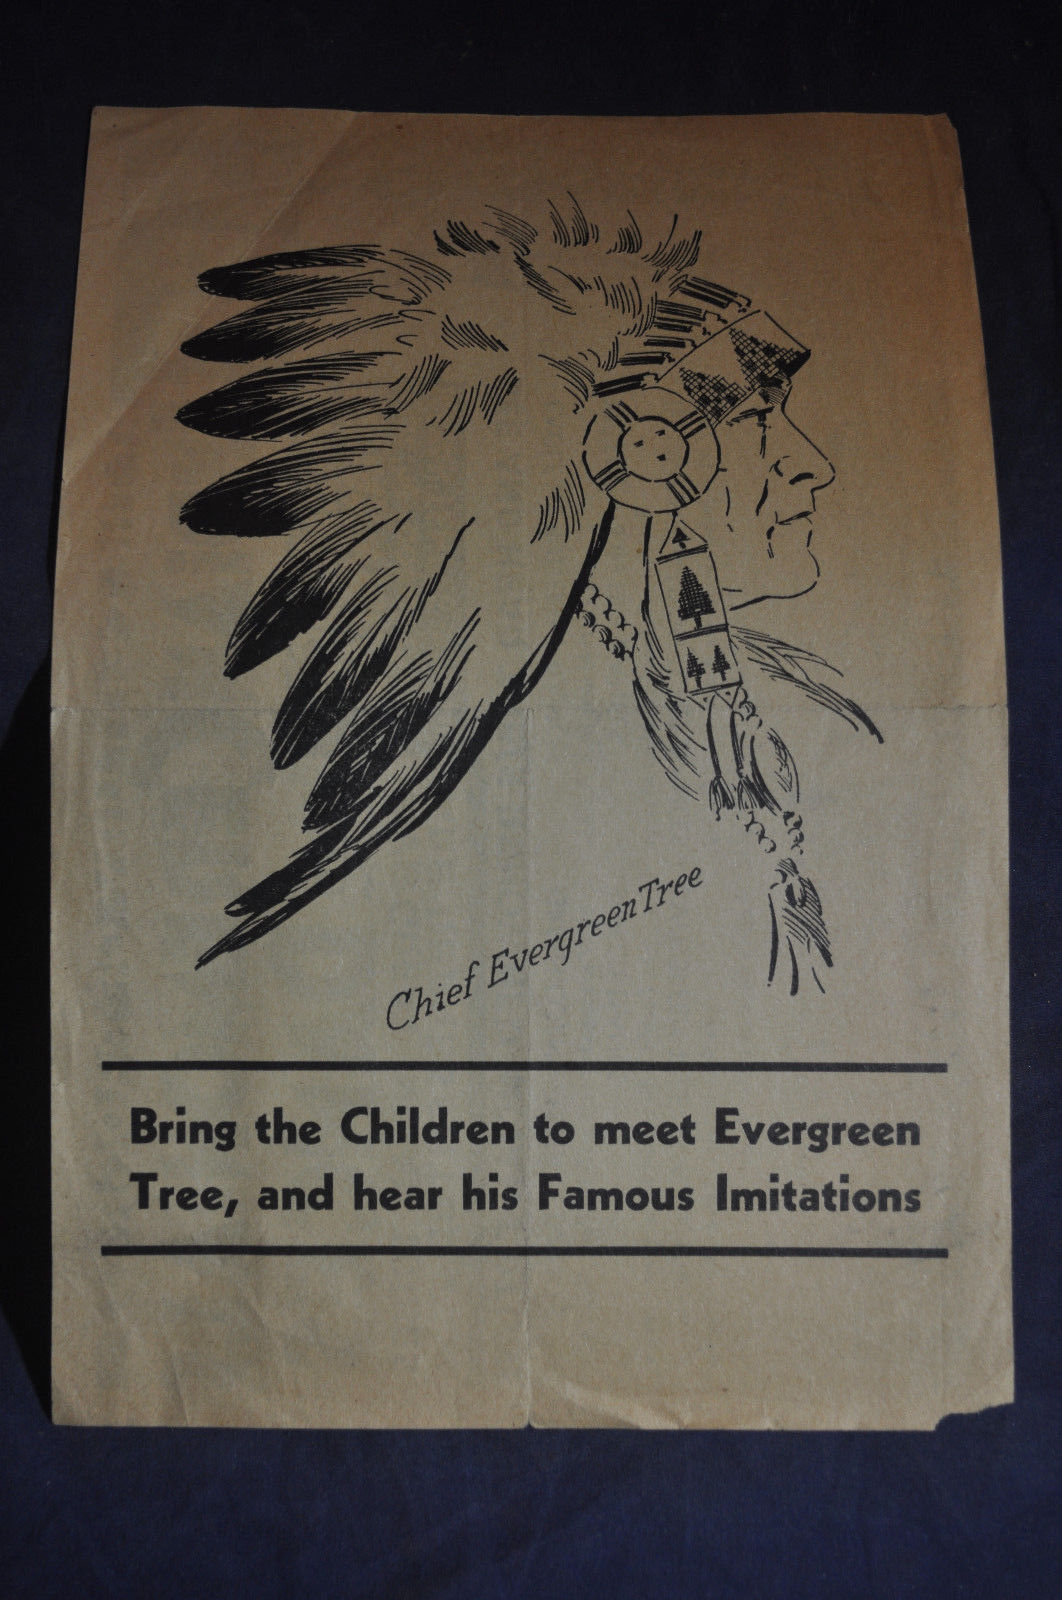 Chief Evergreen Tree
Bring the Children to meet Evergreen
Tree, and hear his Famous Imitations